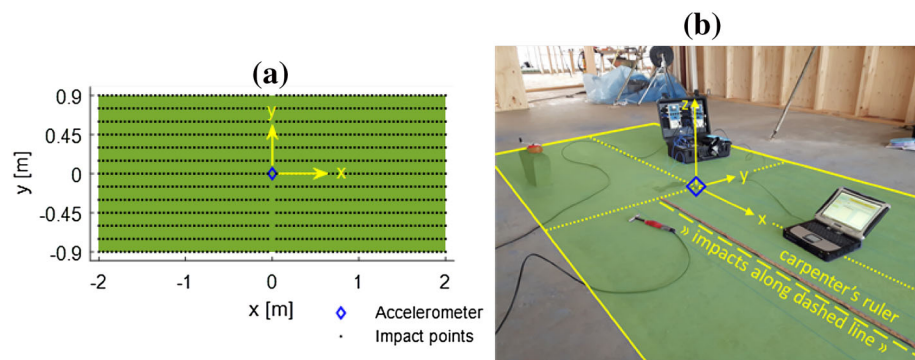 (a)
0.9
0.45
0
-0.45
-0.9
y [m]
y
x
-2
-1
0
1
2
x [m]
Accelerometer
Impact points
(b)
z
y
x
carpenter's ruler
» impacts along
dashed line »